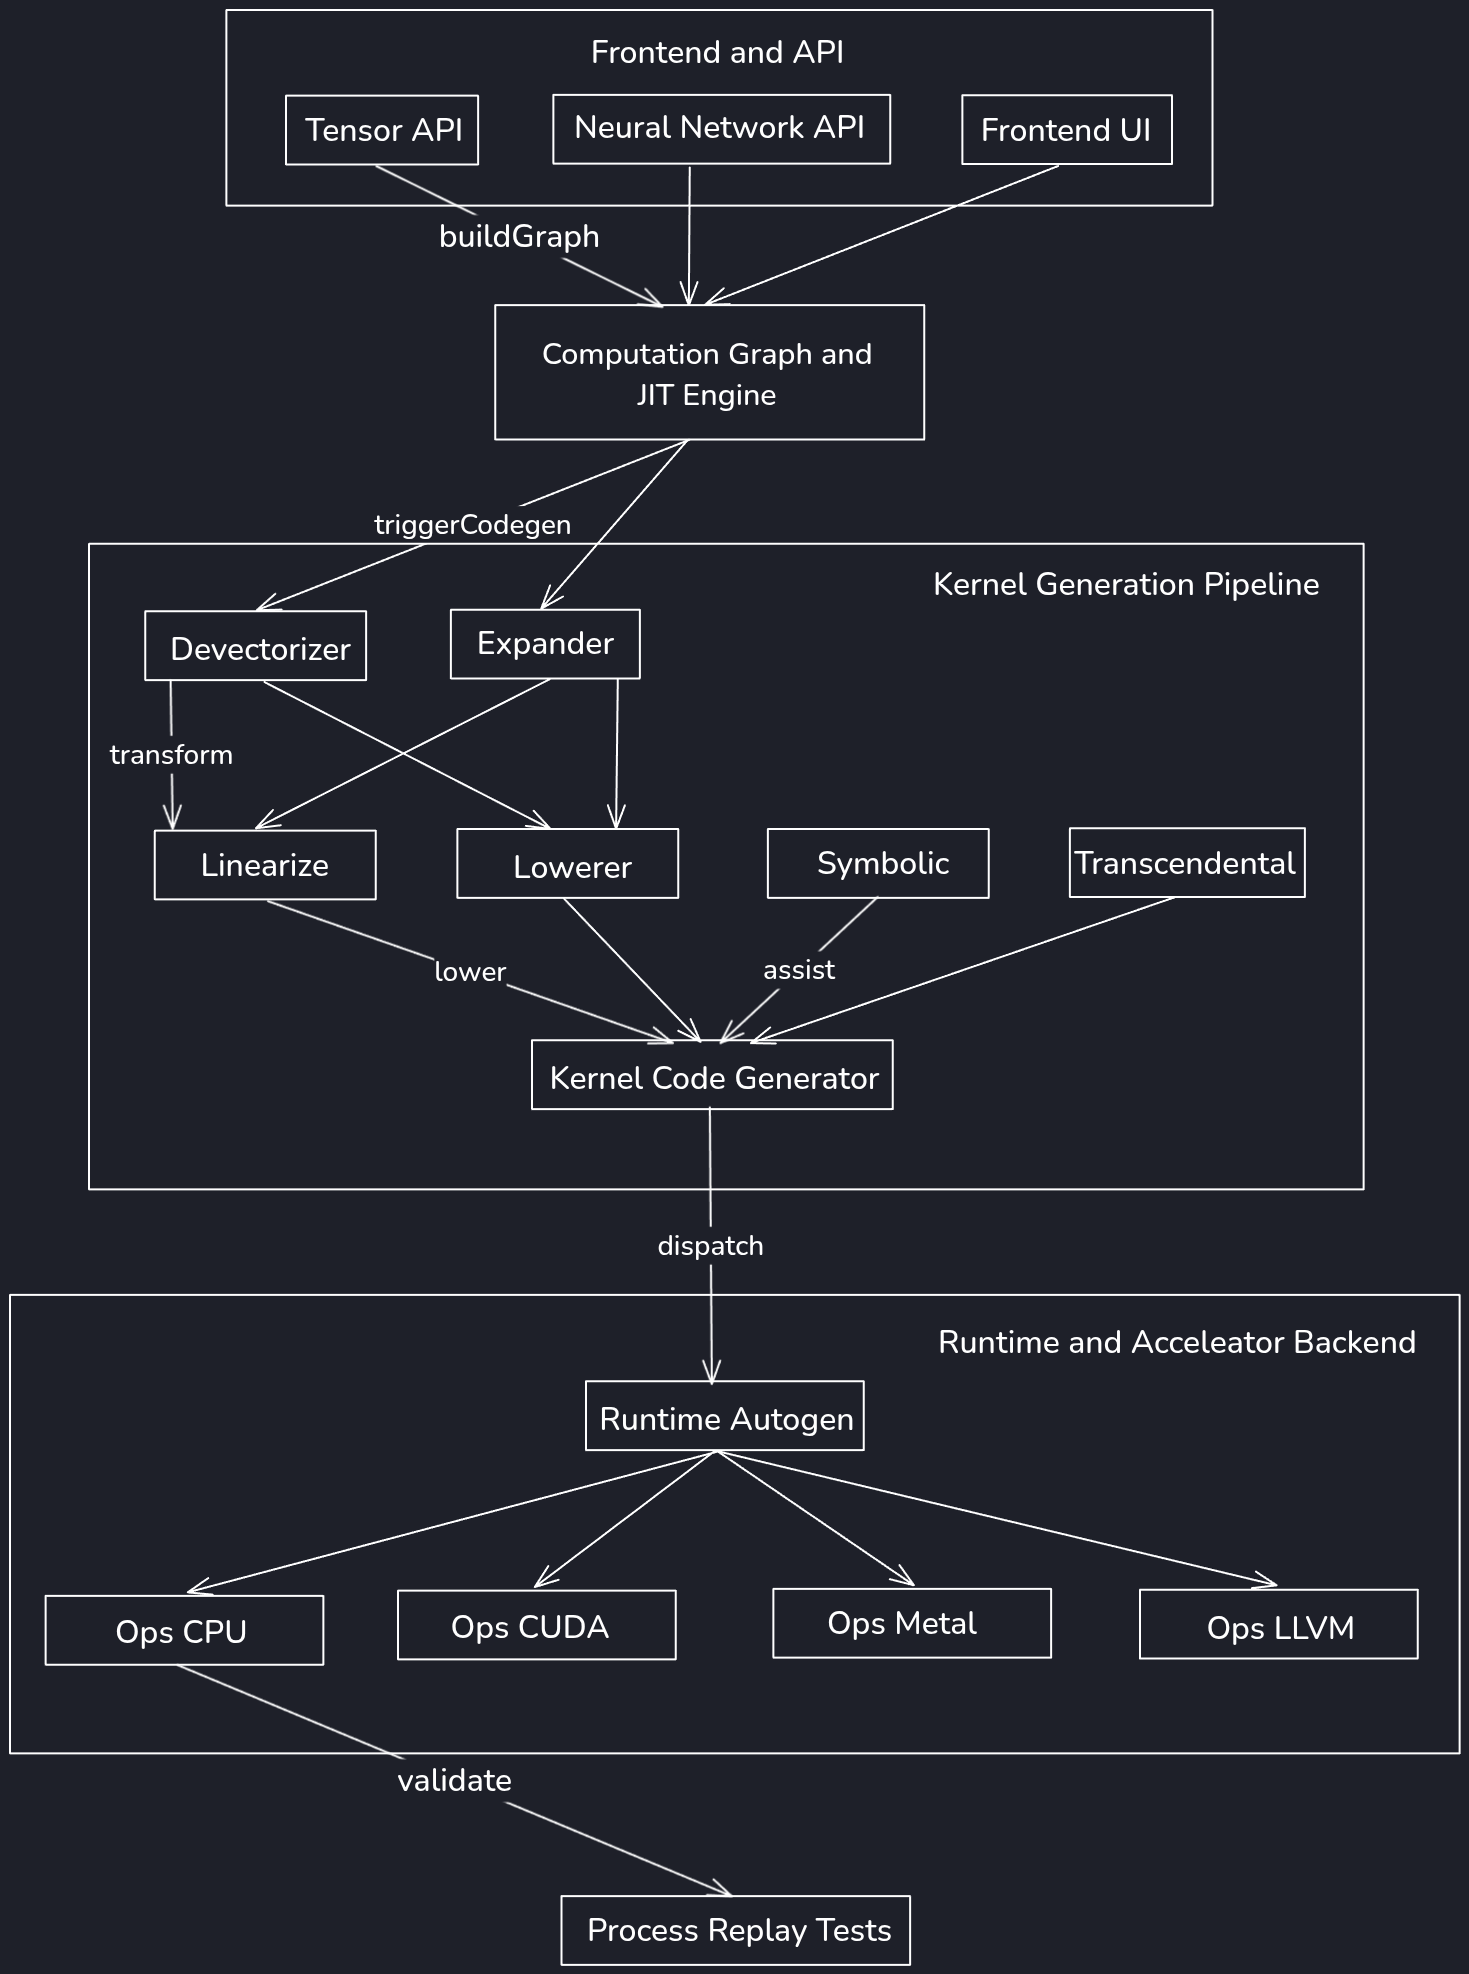 Frontend and API
Tensor API
Neural Network API
Frontend UI
buildGraph
Computation Graph and
JIT Engine
triggerCodegen
Kernel Generation Pipeline
Devectorizer
Expander
transform
Linearize
Lowerer
Symbolic
Transcendental
lower
assist
Kernel Code Generator
dispatch
Runtime and Acceleator Backend
Runtime Autogen
Ops CPU
Ops CUDA
Ops Metal
Ops LLVM
validate
Process Replay Tests